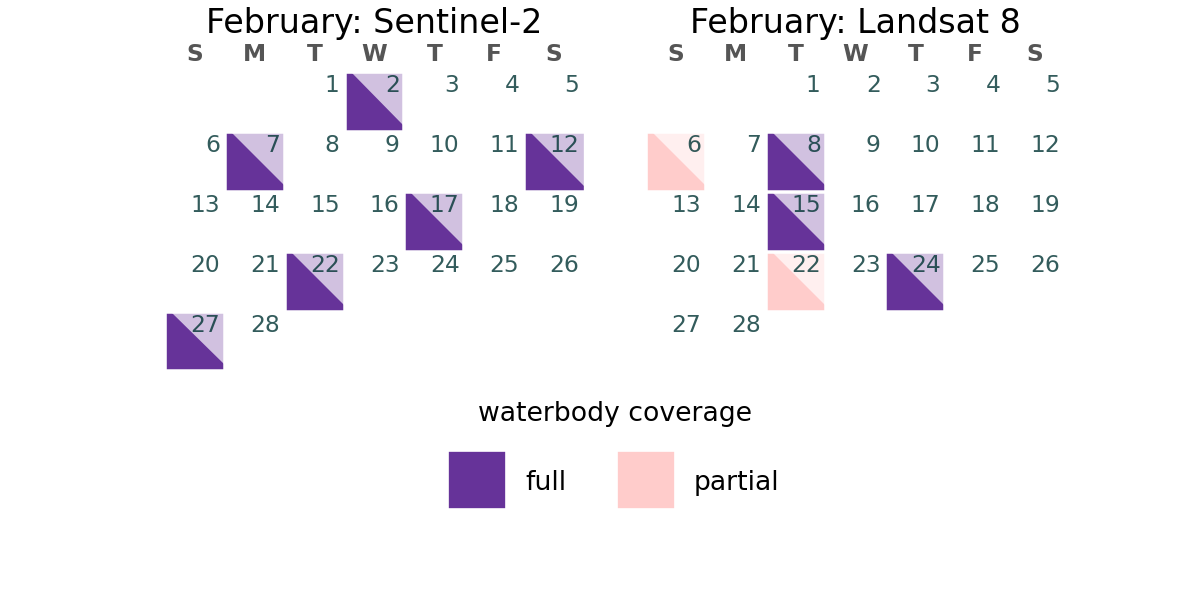 February: Sentinel-2
S M T W T F S
1 2 3 4 5
6 7 8 9 10 11 12
13 14 15 16 17 18 19
20 21 22 23 24 25 26
27 28
February: Landsat 8
S M T W T F S
1 2 3 4 5
6 7 8 9 10 11 12
13 14 15 16 17 18 19
20 21 22 23 24 25 26
27 28
waterbody coverage
full
partial